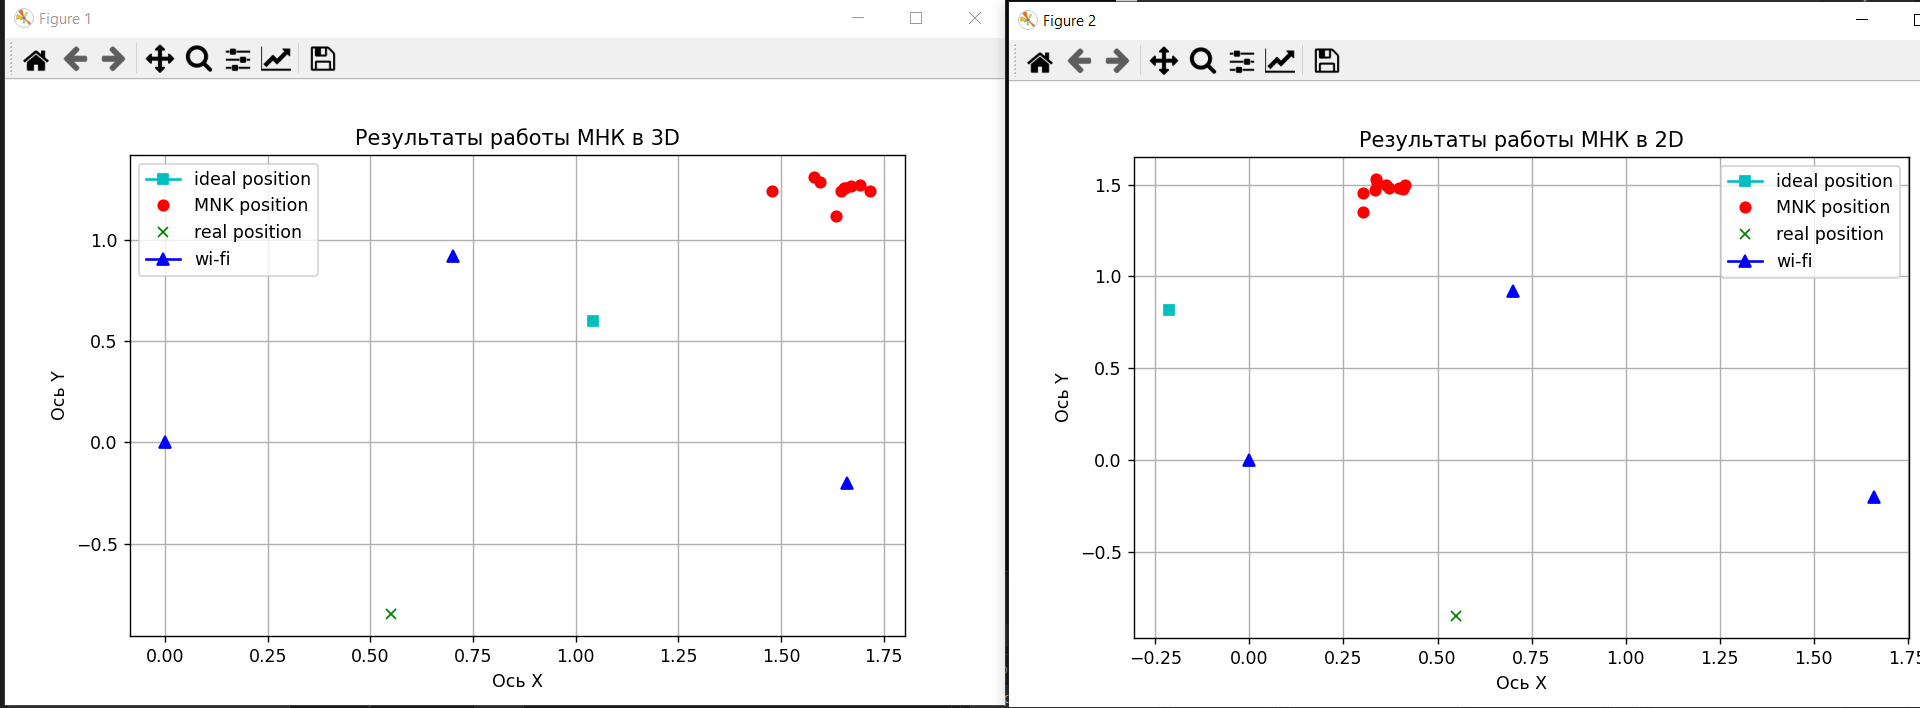 Figure 1
Результаты работы МНК в 3D
ideal position
MNK position
real position
wi-fi
1.0
0.5
0.0
−0.5
Ось Y
0.00 0.25 0.50 0.75 1.00 1.25 1.50 1.75
Ось X
Figure 2
Результаты работы МНК в 2D
ideal position
MNK position
real position
wi-fi
1.5
1.0
0.5
0.0
−0.5
Ось Y
−0.25 0.00 0.25 0.50 0.75 1.00 1.25 1.50
Ось X